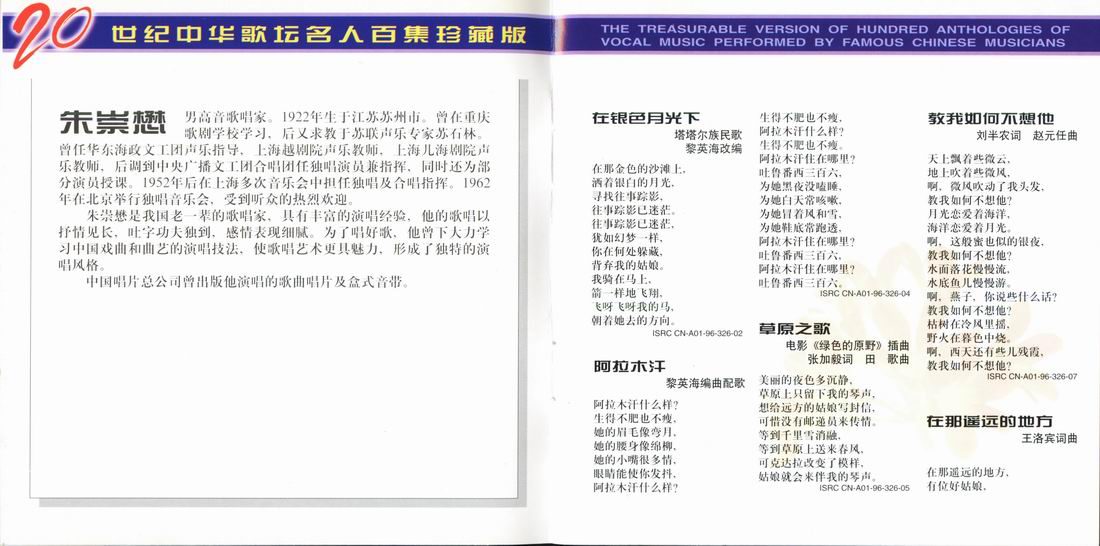 20世纪中华歌坛名人百集珍藏版
THE TREASURABLE VERSION OF HUNDRED ANTHOLOGIES OF
VOCAL MUSIC PERFORMED BY FAMOUS CHINESE MUSICIANS
朱崇懋 男高音歌唱家。1922年生于江苏苏州市。曾在重庆
歌剧学校学习，后又求教于苏联声乐专家苏石林。
曾任华东海政文工团声乐指导，上海越剧院声乐教师，上海儿海剧院声
乐教师，后调到中央广播文工团合唱团任独唱演员兼指挥，同时还为部
分演员授课。1952年后在上海多次音乐会中担任独唱及合唱指挥。1962
年在北京举行独唱音乐会，受到听众的热烈欢迎。
朱崇懋是我国老一辈的歌唱家，具有丰富的演唱经验，他的歌唱以
抒情见长，吐字功夫独到，感情表现细腻。为了唱好歌，他曾下大力学
习中国戏曲和曲艺的演唱技法，使歌唱艺术更具魅力，形成了独特的演
唱风格。
中国唱片总公司曾出版他演唱的歌曲唱片及盒式音带。
在银色月光下
塔塔尔族民歌
黎英海改编
在那金色的沙滩上，
洒着银白的月光，
寻找往事踪影，
往事踪影已迷茫。
往事踪影已迷茫，
犹如幻梦一样，
你在何处躲藏，
背弃我的姑娘。
我骑在马上，
箭一样地飞翔，
飞呀飞呀我的马，
朝着她去的方向。
ISRC CN-A01-96-326-02
阿拉木汗
黎英海编曲配歌
阿拉木汗什么样?
生得不肥也不瘦，
她的眉毛像弯月，
她的腰身像绵柳，
她的小嘴很多情，
眼睛能使你发抖，
阿拉木汗什么样?
生得不肥也不瘦，
阿拉木汗什么样?
生得不肥也不瘦。
阿拉木汗住在哪里?
吐鲁番西三百六，
为她黑夜没嗑睡，
为她白天常咳嗽，
为她冒着风和雪，
为她鞋底常跑透，
阿拉木汗住在哪里?
吐鲁番西三百六，
阿拉木汗住在哪里?
吐鲁番西三百六。
ISRC CN-A01-96-326-04
草原之歌
电影《绿色的原野》插曲
张加毅词 田 歌曲
美丽的夜色多沉静，
草原上只留下我的琴声，
想给远方的姑娘写封信，
可惜没有邮递员来传情。
等到千里雪消融，
等到草原上送来春风，
可克达拉改变了模样，
姑娘就会来伴我的琴声。
ISRC CN-A01-96-326-05
教我如何不想他
刘半农词 赵元任曲
天上飘着些微云，
地上吹着些微风，
啊，微风吹动了我头发，
教我如何不想他?
月光恋爱着海洋，
海洋恋爱着月光。
啊，这般蜜也似的银夜，
教我如何不想他?
水面落花慢慢流，
水底鱼儿慢慢游。
啊，燕子，你说些什么话?
教我如何不想他?
枯树在冷风里摇，
野火在暮色中烧。
啊，西天还有些儿残霞，
教我如何不想他?
ISRC CN-A01-96-326-07
在那遥远的地方
王洛宾词曲
在那遥远的地方，
有位好姑娘，